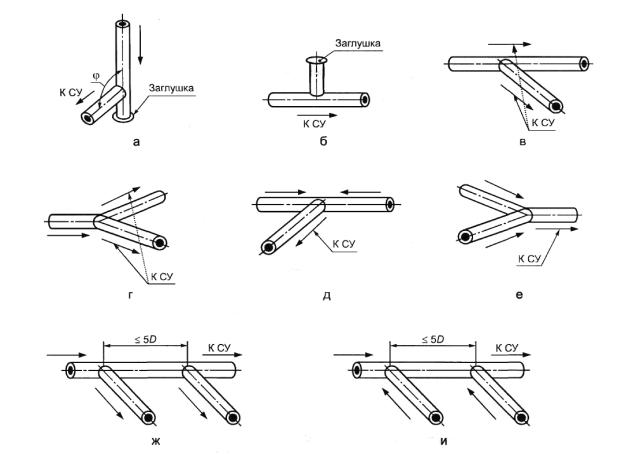 φ
К СУ
Заглушка
а
Заглушка
К СУ
б
К СУ
в
К СУ
г
К СУ
д
К СУ
е
≤ 5D
К СУ
ж
≤ 5D
К СУ
и